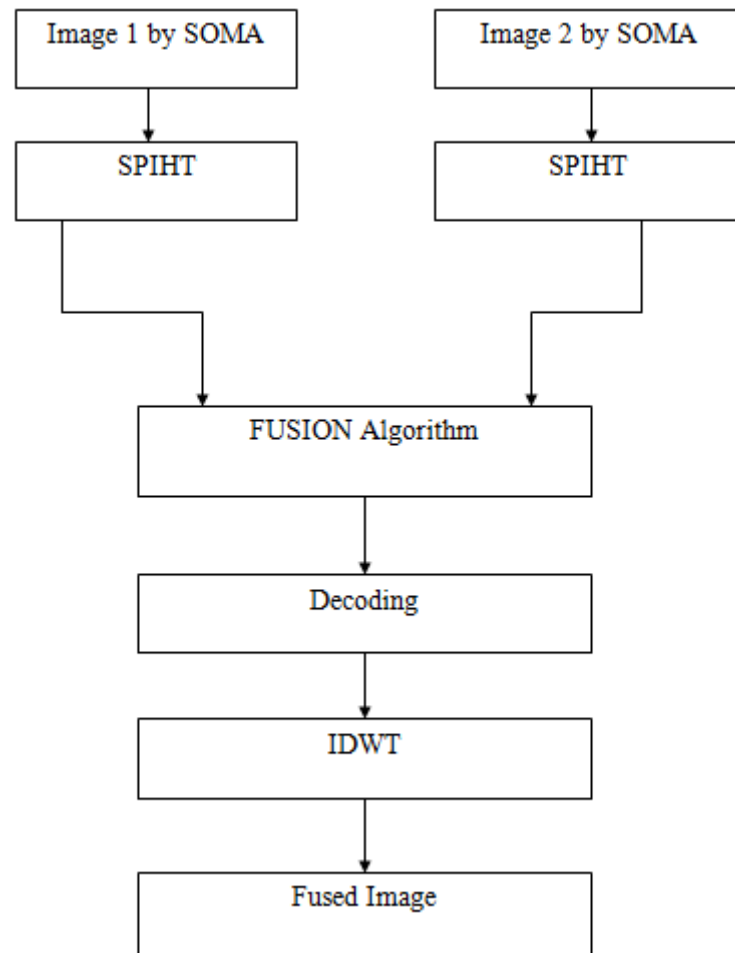 Image 1 by SOMA
Image 2 by SOMA
SPIHT
SPIHT
FUSION Algorithm
Decoding
IDWT
Fused Image